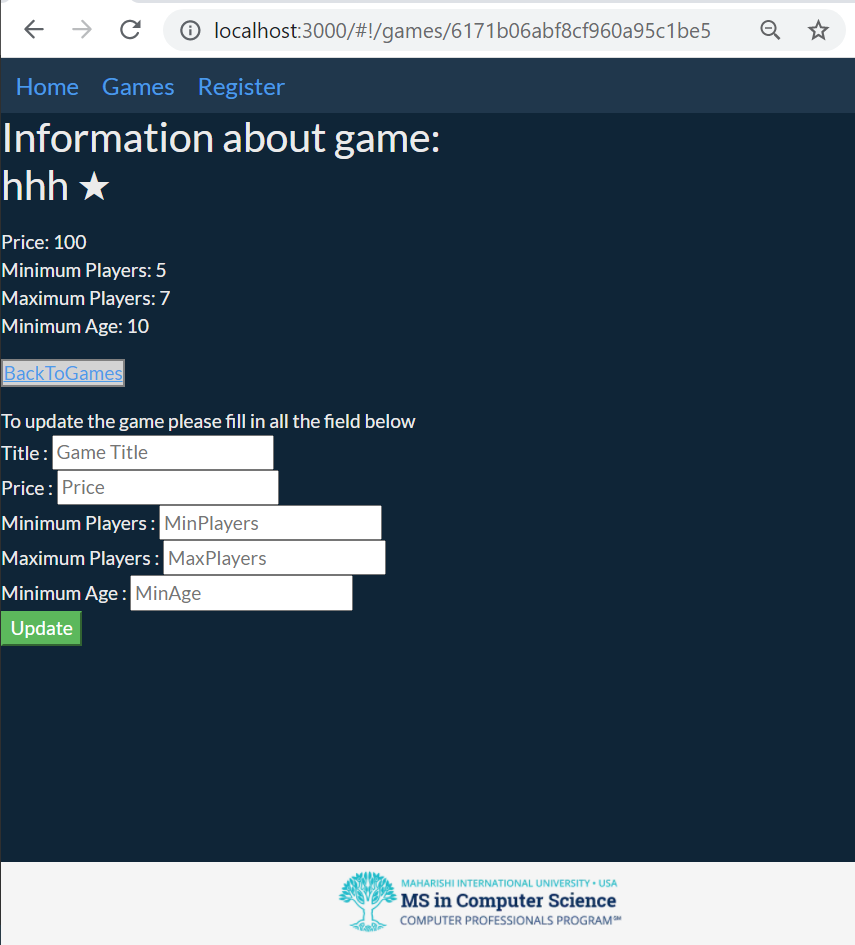 localhost:3000/#!/games/6171b06abf8cf960a95c1be5
Home Games Register
Information about game:
hhh ★
Price: 100
Minimum Players: 5
Maximum Players: 7
Minimum Age: 10
BackToGames
To update the game please fill in all the field below
Title : Game Title
Price : Price
Minimum Players : MinPlayers
Maximum Players : MaxPlayers
Minimum Age : MinAge
Update
MAHARISHI INTERNATIONAL UNIVERSITY • USA
MS in Computer Science
COMPUTER PROFESSIONALS PROGRAM℠